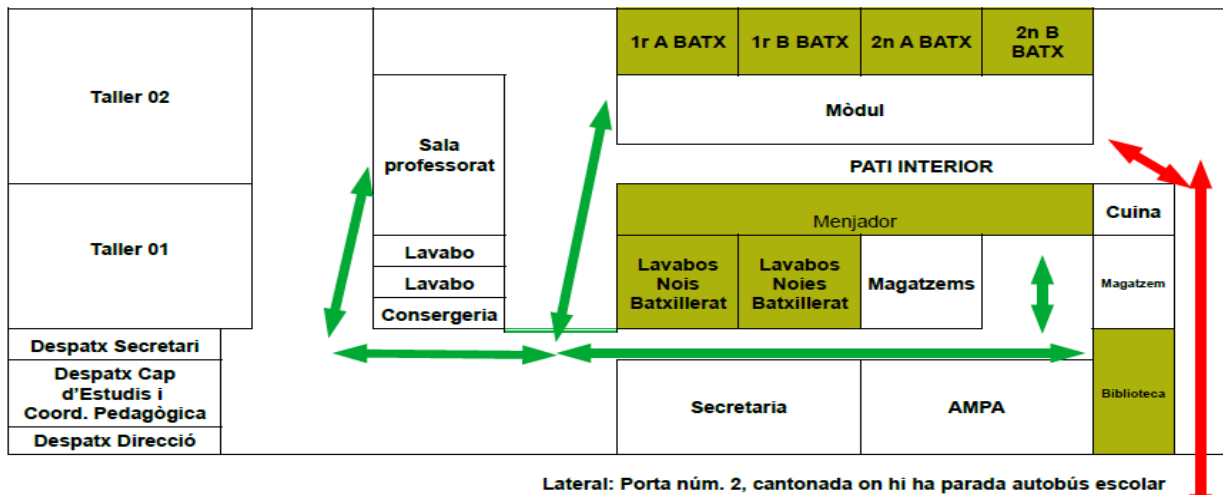 1r A BATX
1r B BATX
2n A BATX
2n B
BATX
Taller 02
Mòdul
Sala
professorat
PATI INTERIOR
Taller 01
Menjador
Cuina
Lavabo
Lavabo
Consergeria
Lavabos
Nois
Batxillerat
Lavabos
Noies
Batxillerat
Magatzems
Magatzem
Despatx Secretari
Despatx Cap
d'Estudis i
Coord. Pedagògica
Despatx Direcció
Secretaria
AMPA
Biblioteca
Lateral: Porta núm. 2, cantonada on hi ha parada autobús escolar